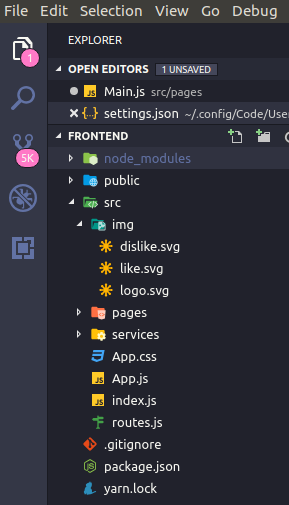 File Edit Selection View Go Debug
EXPLORER
1
OPEN EDITORS 1 UNSAVED
Main.js src/pages
settings.json ~/.config/Code/Use
FRONTEND
5K
node_modules
public
src
img
dislike.svg
like.svg
logo.svg
pages
services
App.css
JS App.js
JS index.js
routes.js
.gitignore
package.json
yarn.lock